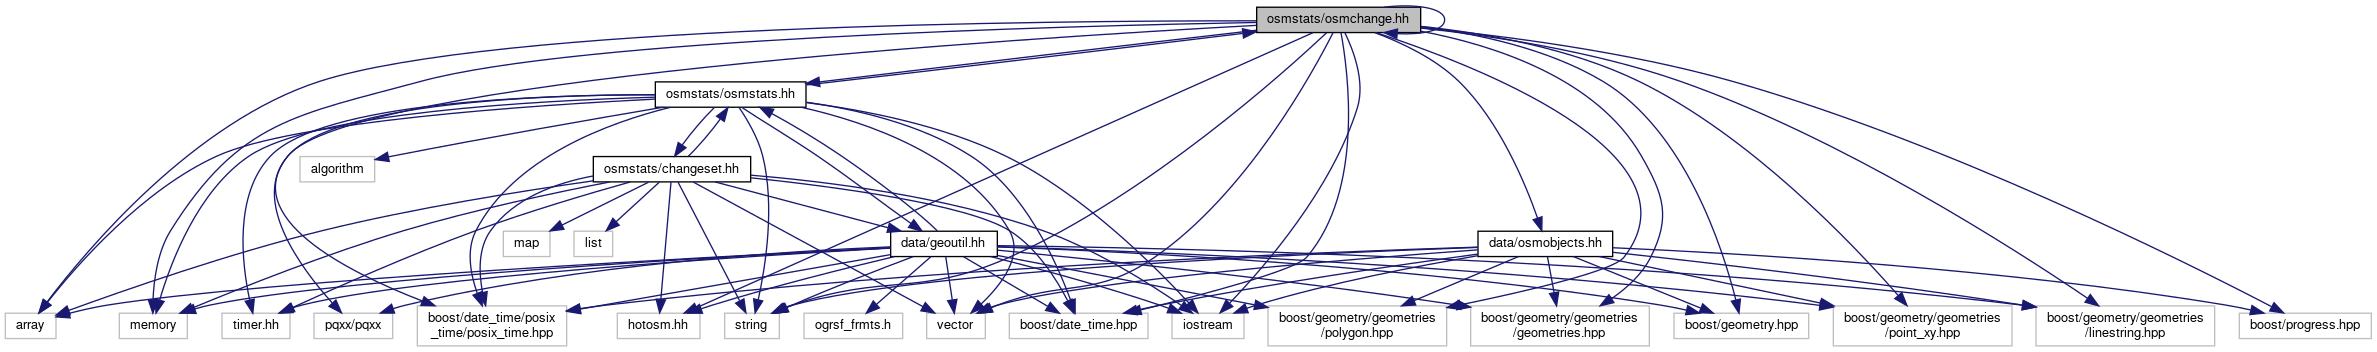 osmstats/osmchange.hh
osmstats/osmstats.hh
algorithm
osmstats/changeset.hh
map
list
data/geoutil.hh
data/osmobjects.hh
array
memory
timer.hh
pqxx/pqxx
boost/date_time/posix
_time/posix_time.hpp
hotosm.hh
string
ogrsf_frmts.h
vector
boost/date_time.hpp
iostream
boost/geometry/geometries
/polygon.hpp
boost/geometry/geometries
/geometries.hpp
boost/geometry.hpp
boost/geometry/geometries
/point_xy.hpp
boost/geometry/geometries
/linestring.hpp
boost/progress.hpp